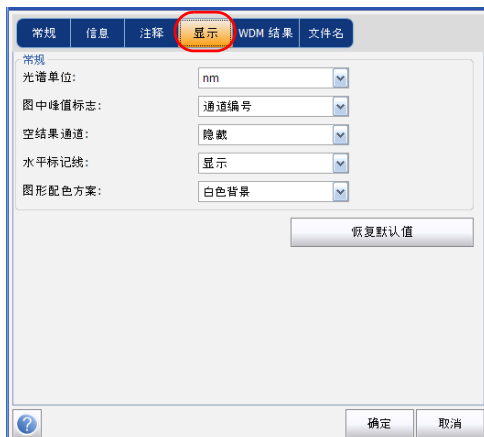 常规 信息 注释 显示 WDM 结果 文件名
常规
光谱单位: nm
图中峰值标志: 通道编号
空结果通道: 隐藏
水平标记线: 显示
图形配色方案: 白色背景
恢复默认值
? 确定 取消